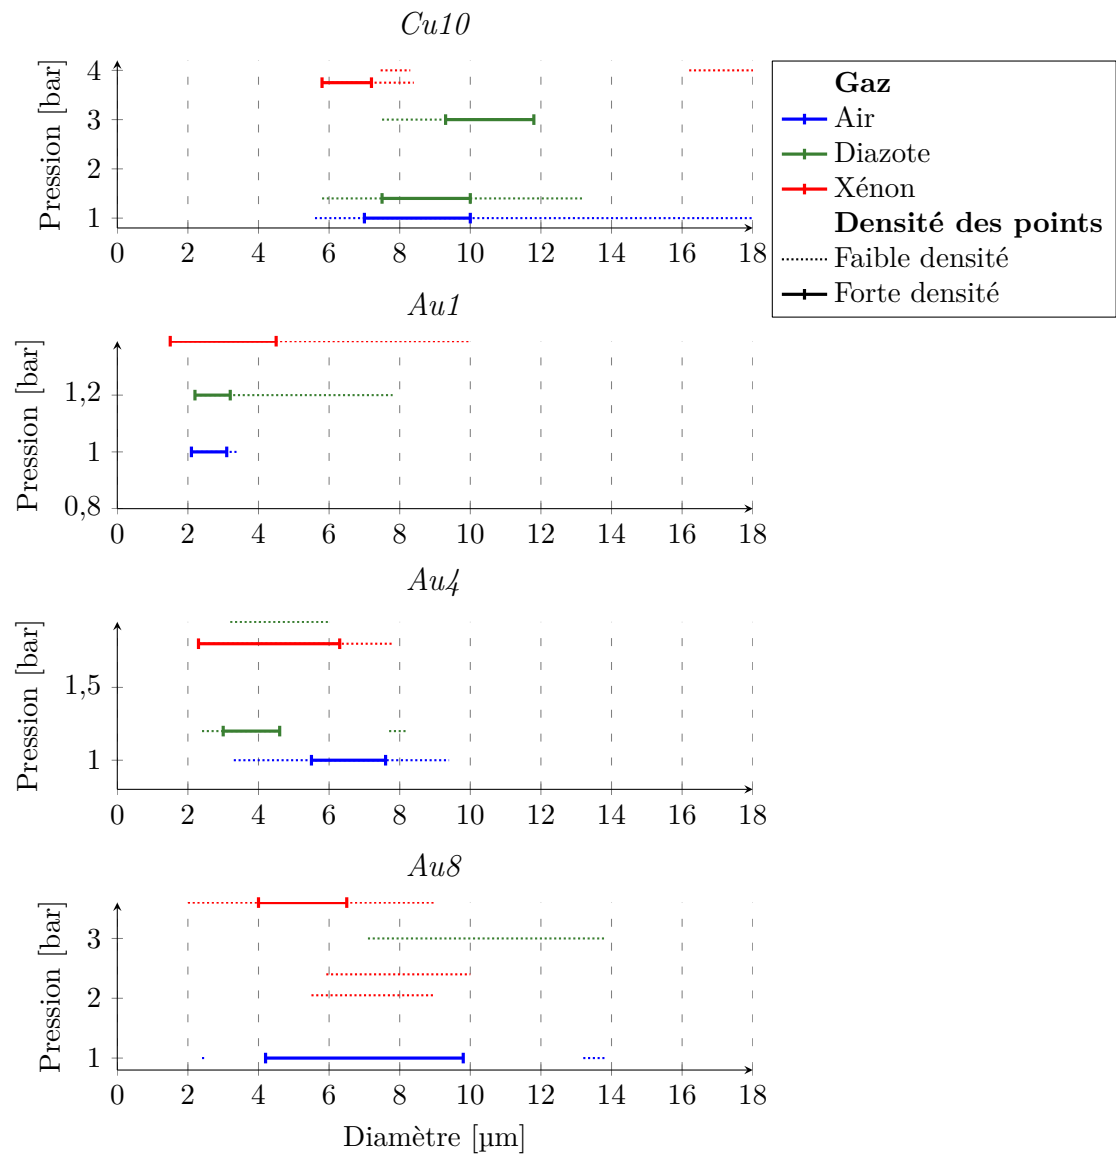 Cu10
Pression [bar]
4
3
2
1
0 2 4 6 8 10 12 14 16 18
Gaz
Air
Diazote
Xénon
Densité des points
Faible densité
Forte densité
Au1
Pression [bar]
1,2
1
0,8
0 2 4 6 8 10 12 14 16 18
Au4
Pression [bar]
1,5
1
0 2 4 6 8 10 12 14 16 18
Au8
Pression [bar]
3
2
1
0 2 4 6 8 10 12 14 16 18
Diamètre [µm]